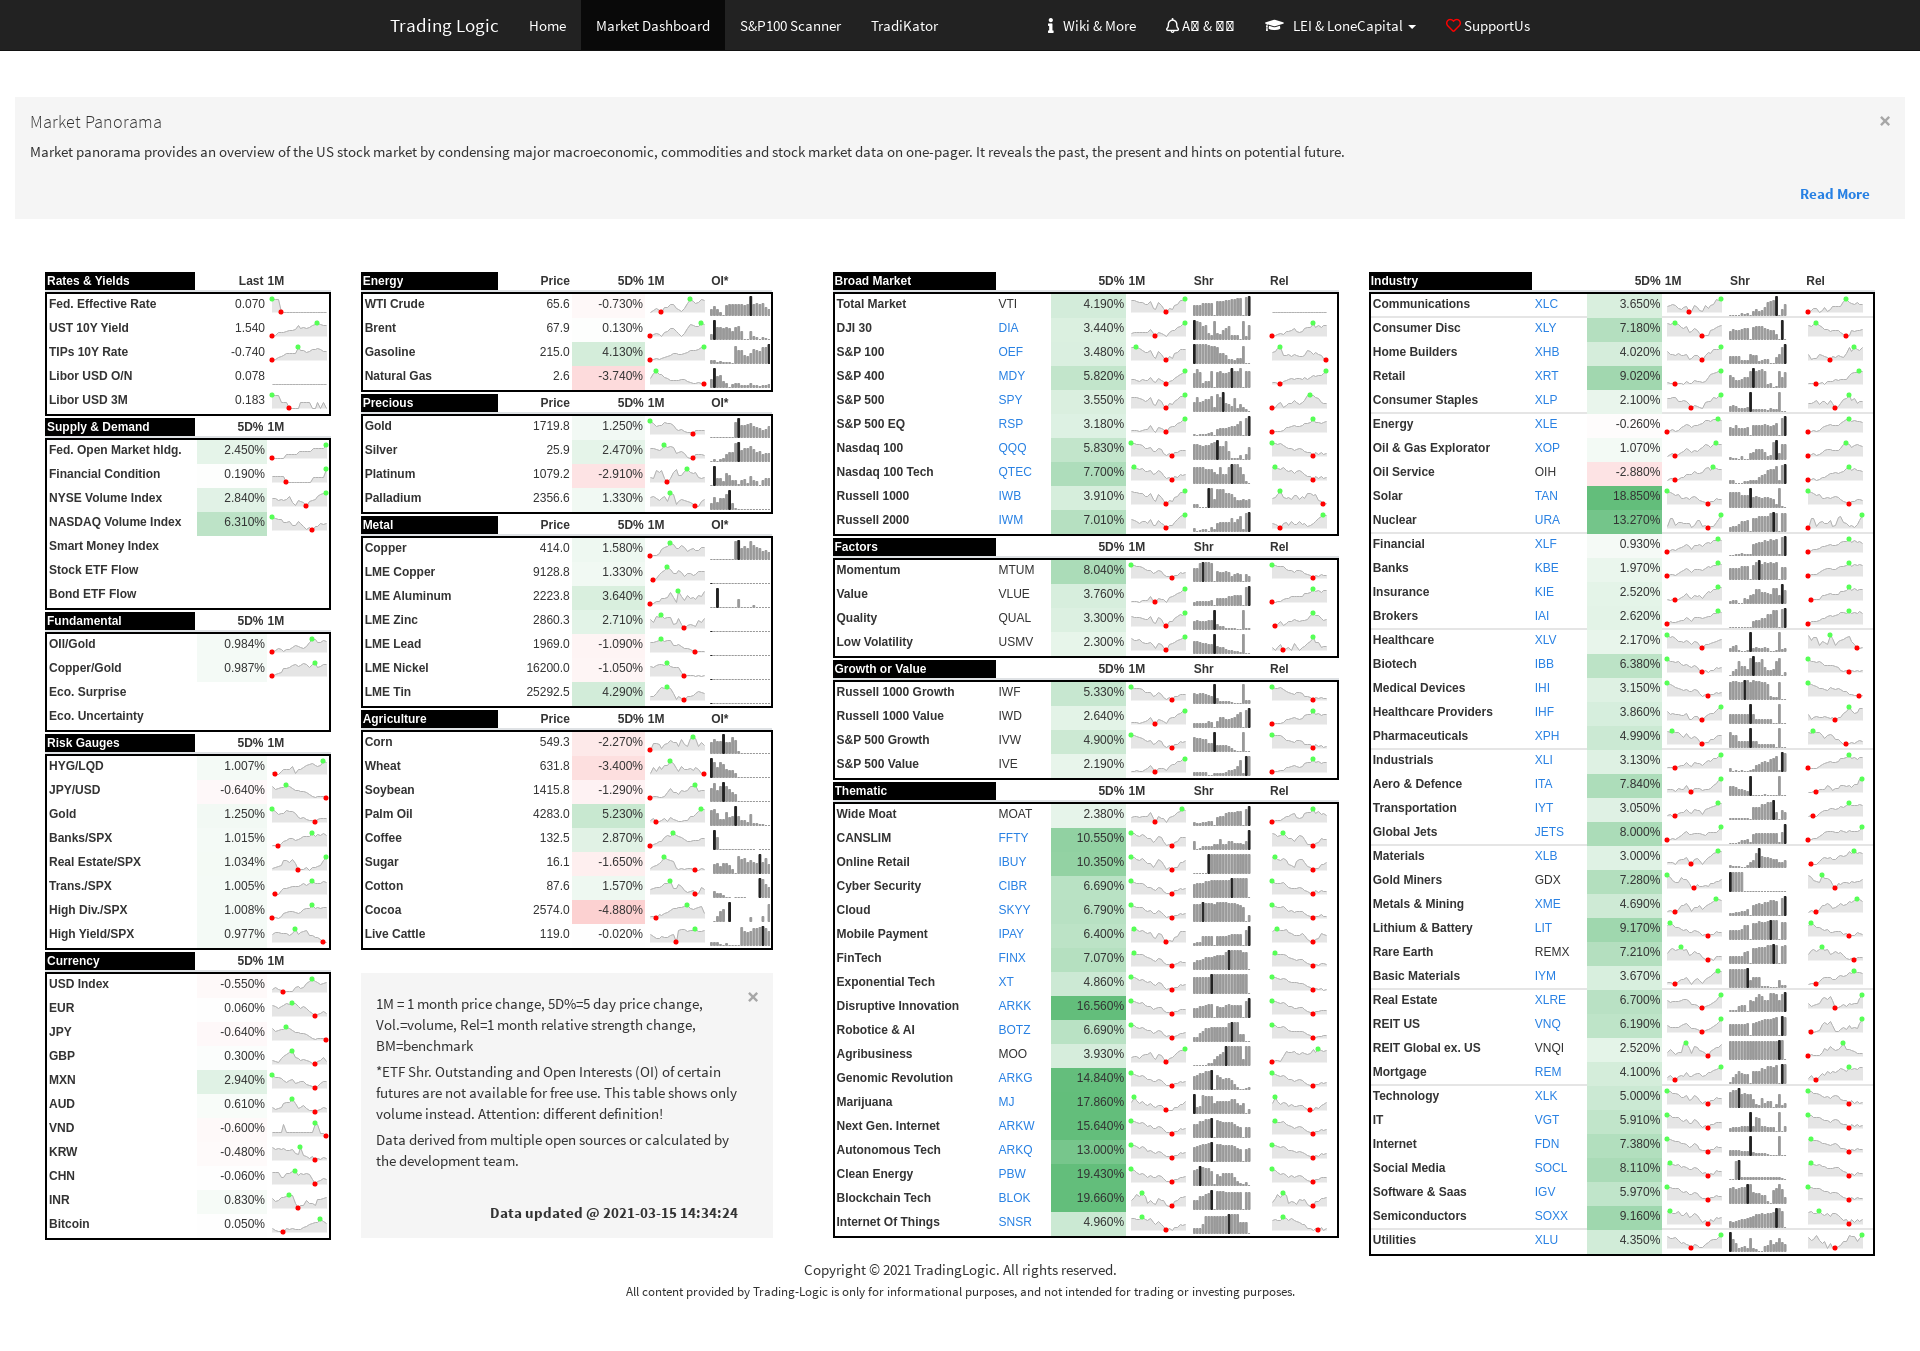 Trading Logic Home Market Dashboard S&P100 Scanner TradiKator Wiki & More LEI & LoneCapital SupportUs
Market Panorama ×
Market panorama provides an overview of the US stock market by condensing major macroeconomic, commodities and stock market data on one-pager. It reveals the past, the present and hints on potential future.
Read More
Rates & Yields Last 1M
Fed. Effective Rate 0.070
UST 10Y Yield 1.540
TIPs 10Y Rate -0.740
Libor USD O/N 0.078
Libor USD 3M 0.183
Supply & Demand 5D% 1M
Fed. Open Market hldg. 2.450%
Financial Condition 0.190%
NYSE Volume Index 2.840%
NASDAQ Volume Index 6.310%
Smart Money Index
Stock ETF Flow
Bond ETF Flow
Fundamental 5D% 1M
Oll/Gold 0.984%
Copper/Gold 0.987%
Eco. Surprise
Eco. Uncertainty
Risk Gauges 5D% 1M
HYG/LQD 1.007%
JPY/USD -0.640%
Gold 1.250%
Banks/SPX 1.015%
Real Estate/SPX 1.034%
Trans./SPX 1.005%
High Div./SPX 1.008%
High Yield/SPX 0.977%
Currency 5D% 1M
USD Index -0.550%
EUR 0.060%
JPY -0.640%
GBP 0.300%
MXN 2.940%
AUD 0.610%
VND -0.600%
KRW -0.480%
CHN -0.060%
INR 0.830%
Bitcoin 0.050%
Energy Price 5D% 1M OI*
WTI Crude 65.6 -0.730%
Brent 67.9 0.130%
Gasoline 215.0 4.130%
Natural Gas 2.6 -3.740%
Precious Price 5D% 1M OI*
Gold 1719.8 1.250%
Silver 25.9 2.470%
Platinum 1079.2 -2.910%
Palladium 2356.6 1.330%
Metal Price 5D% 1M OI*
Copper 414.0 1.580%
LME Copper 9128.8 1.330%
LME Aluminum 2223.8 3.640%
LME Zinc 2860.3 2.710%
LME Lead 1969.0 -1.090%
LME Nickel 16200.0 -1.050%
LME Tin 25292.5 4.290%
Agriculture Price 5D% 1M OI*
Corn 549.3 -2.270%
Wheat 631.8 -3.400%
Soybean 1415.8 -1.290%
Palm Oil 4283.0 5.230%
Coffee 132.5 2.870%
Sugar 16.1 -1.650%
Cotton 87.6 1.570%
Cocoa 2574.0 -4.880%
Live Cattle 119.0 -0.020%
×
1M = 1 month price change, 5D%=5 day price change,
Vol.=volume, Rel=1 month relative strength change,
BM=benchmark
*ETF Shr. Outstanding and Open Interests (OI) of certain
futures are not available for free use. This table shows only
volume instead. Attention: different definition!
Data derived from multiple open sources or calculated by
the development team.
Data updated @ 2021-03-15 14:34:24
Broad Market 5D% 1M Shr Rel
Total Market VTI 4.190%
DJI 30 DIA 3.440%
S&P 100 OEF 3.480%
S&P 400 MDY 5.820%
S&P 500 SPY 3.550%
S&P 500 EQ RSP 3.180%
Nasdaq 100 QQQ 5.830%
Nasdaq 100 Tech QTEC 7.700%
Russell 1000 IWB 3.910%
Russell 2000 IWM 7.010%
Factors 5D% 1M Shr Rel
Momentum MTUM 8.040%
Value VLUE 3.760%
Quality QUAL 3.300%
Low Volatility USMV 2.300%
Growth or Value 5D% 1M Shr Rel
Russell 1000 Growth IWF 5.330%
Russell 1000 Value IWD 2.640%
S&P 500 Growth IVW 4.900%
S&P 500 Value IVE 2.190%
Thematic 5D% 1M Shr Rel
Wide Moat MOAT 2.380%
CANSLIM FFTY 10.550%
Online Retail IBUY 10.350%
Cyber Security CIBR 6.690%
Cloud SKYY 6.790%
Mobile Payment IPAY 6.400%
FinTech FINX 7.070%
Exponential Tech XT 4.860%
Disruptive Innovation ARKK 16.560%
Robotice & AI BOTZ 6.690%
Agribusiness MOO 3.930%
Genomic Revolution ARKG 14.840%
Marijuana MJ 17.860%
Next Gen. Internet ARKW 15.640%
Autonomous Tech ARKQ 13.000%
Clean Energy PBW 19.430%
Blockchain Tech BLOK 19.660%
Internet Of Things SNSR 4.960%
Industry 5D% 1M Shr Rel
Communications XLC 3.650%
Consumer Disc XLY 7.180%
Home Builders XHB 4.020%
Retail XRT 9.020%
Consumer Staples XLP 2.100%
Energy XLE -0.260%
Oil & Gas Explorator XOP 1.070%
Oil Service OIH -2.880%
Solar TAN 18.850%
Nuclear URA 13.270%
Financial XLF 0.930%
Banks KBE 1.970%
Insurance KIE 2.520%
Brokers IAI 2.620%
Healthcare XLV 2.170%
Biotech IBB 6.380%
Medical Devices IHI 3.150%
Healthcare Providers IHF 3.860%
Pharmaceuticals XPH 4.990%
Industrials XLI 3.130%
Aero & Defence ITA 7.840%
Transportation IYT 3.050%
Global Jets JETS 8.000%
Materials XLB 3.000%
Gold Miners GDX 7.280%
Metals & Mining XME 4.690%
Lithium & Battery LIT 9.170%
Rare Earth REMX 7.210%
Basic Materials IYM 3.670%
Real Estate XLRE 6.700%
REIT US VNQ 6.190%
REIT Global ex. US VNQI 2.520%
Mortgage REM 4.100%
Technology XLK 5.000%
IT VGT 5.910%
Internet FDN 7.380%
Social Media SOCL 8.110%
Software & Saas IGV 5.970%
Semiconductors SOXX 9.160%
Utilities XLU 4.350%
Copyright © 2021 TradingLogic. All rights reserved.
All content provided by Trading-Logic is only for informational purposes, and not intended for trading or investing purposes.